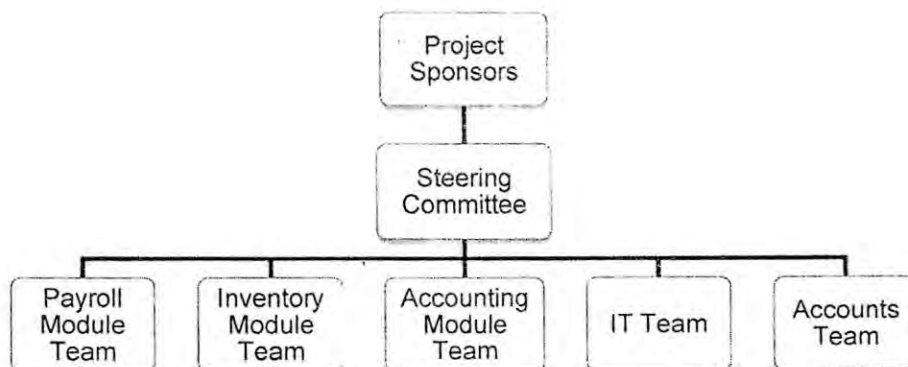 Project
Sponsors
Steering
Committee
Payroll
Module
Team
Inventory
Module
Team
Accounting
Module
Team
IT Team
Accounts
Team